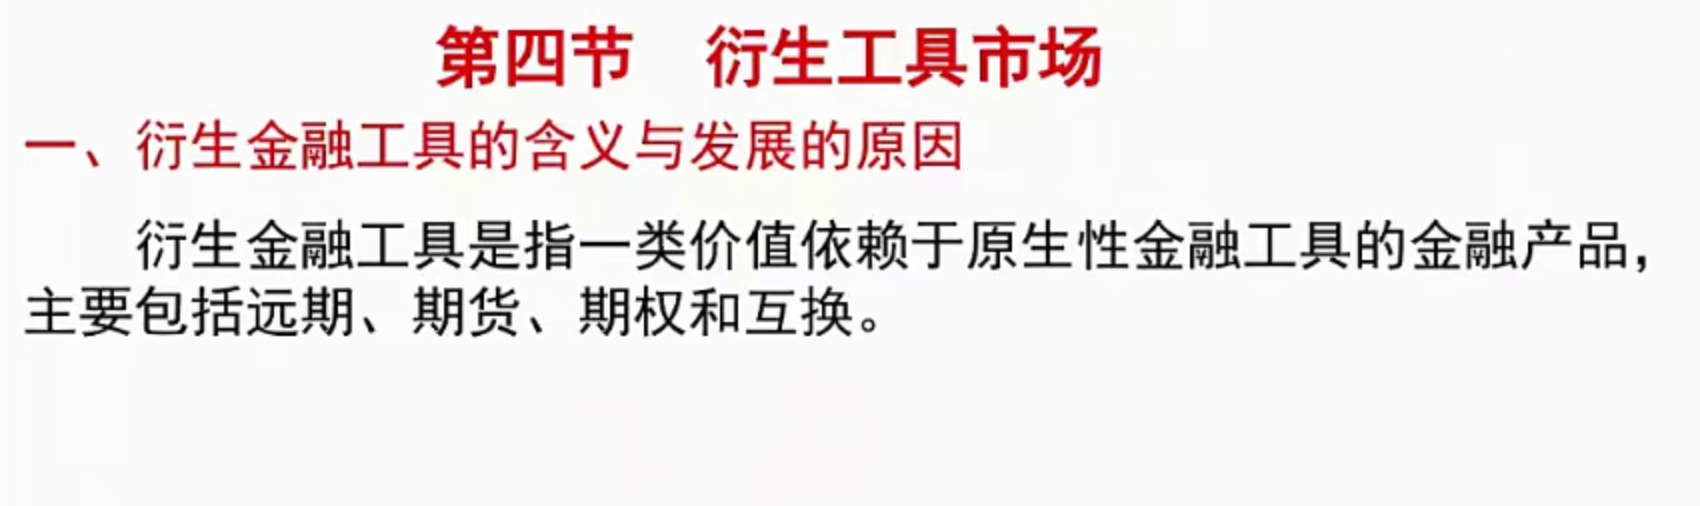 第四节　衍生工具市场
一、衍生金融工具的含义与发展的原因
衍生金融工具是指一类价值依赖于原生性金融工具的金融产品，
主要包括远期、期货、期权和互换。